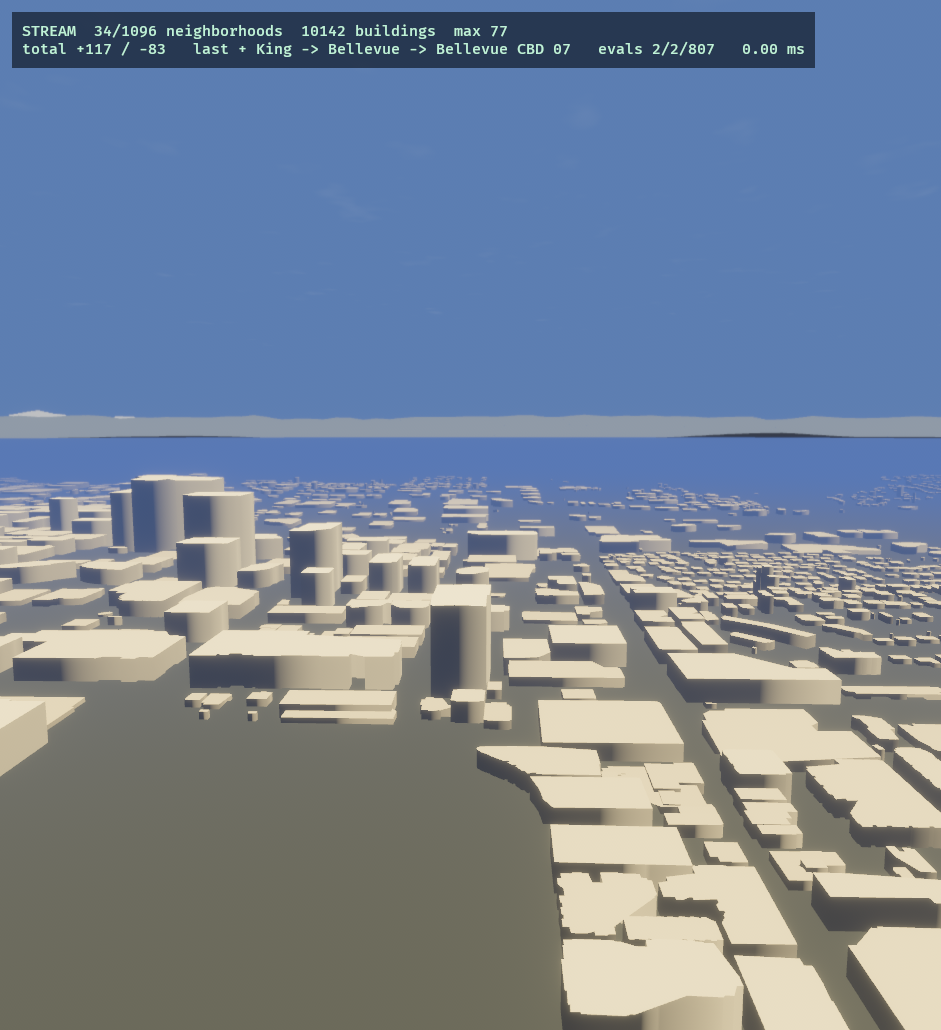 STREAM  34/1096 neighborhoods  10142 buildings  max 77
total +117 / -83   last + King -> Bellevue -> Bellevue CBD 07   evals 2/2/807   0.00 ms